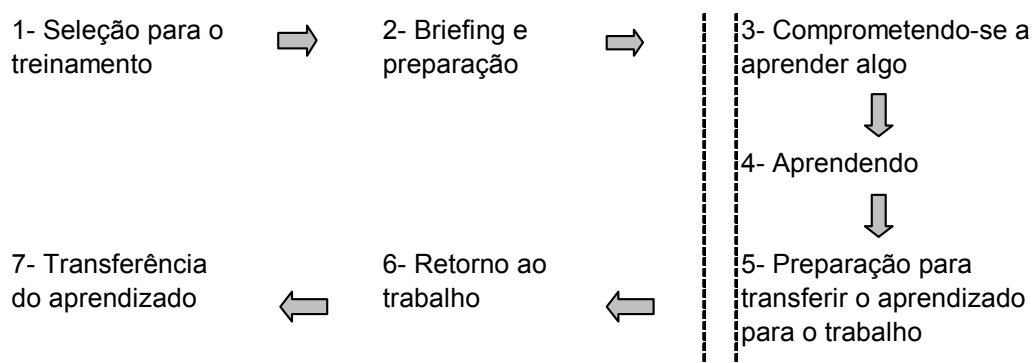 1- Seleção para o
treinamento
2- Briefing e
preparação
3- Comprometendo-se a
aprender algo
4- Aprendendo
5- Preparação para
transferir o aprendizado
para o trabalho
6- Retorno ao
trabalho
7- Transferência
do aprendizado